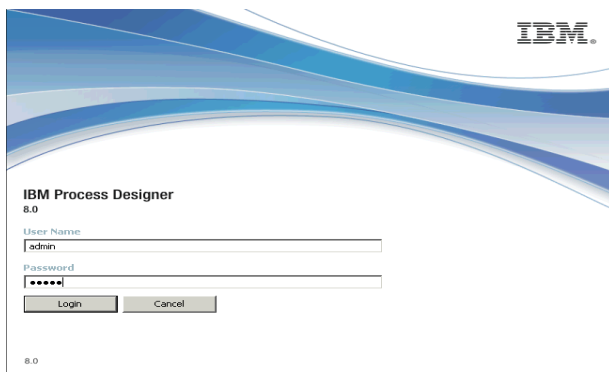 IBM®
IBM Process Designer
8.0
User Name
admin
Password
●●●●●
Login Cancel
8.0